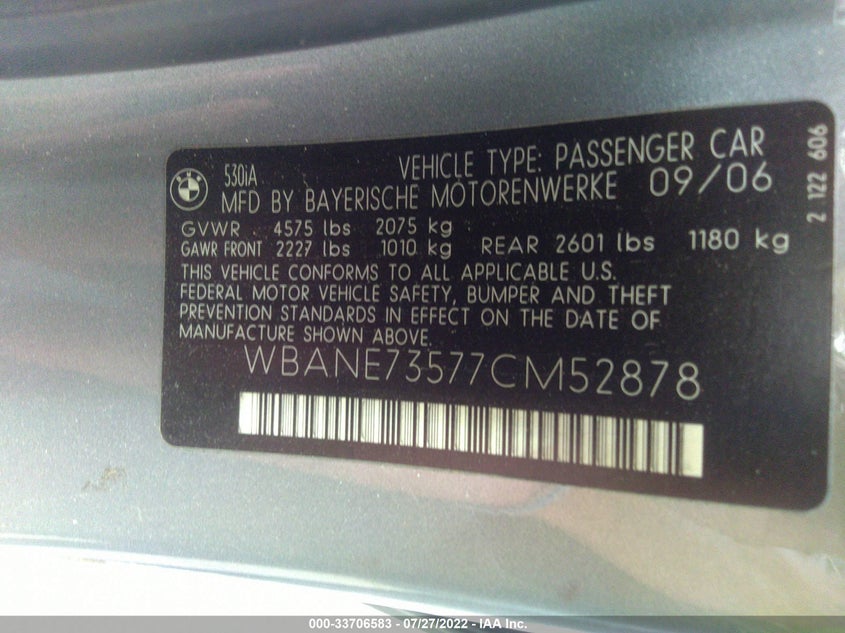 530iA VEHICLE TYPE: PASSENGER CAR
MFD BY BAYERISCHE MOTORENWERKE 09/06
GVWR 4575 lbs 2075 kg
GAWR FRONT 2227 lbs 1010 kg REAR 2601 lbs 1180 kg
THIS VEHICLE CONFORMS TO ALL APPLICABLE U.S.
FEDERAL MOTOR VEHICLE SAFETY, BUMPER AND THEFT
PREVENTION STANDARDS IN EFFECT ON THE DATE OF
MANUFACTURE SHOWN ABOVE.
WBANE73577CM52878
2 122 606
000-33706583 / 07/27/2022 - IAA Inc.